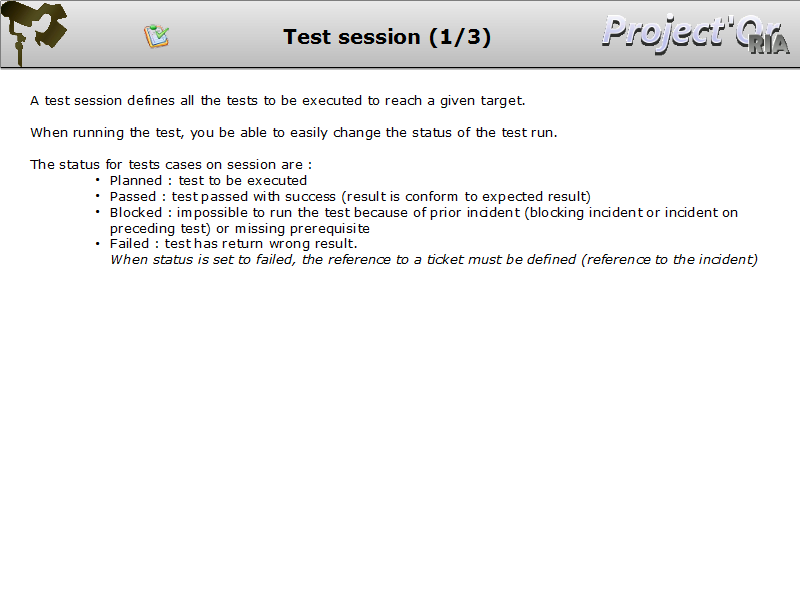 Test session (1/3)
Project'Or
RIA
A test session defines all the tests to be executed to reach a given target.
When running the test, you be able to easily change the status of the test run.
The status for tests cases on session are :
• Planned : test to be executed
• Passed : test passed with success (result is conform to expected result)
• Blocked : impossible to run the test because of prior incident (blocking incident or incident on
preceding test) or missing prerequisite
• Failed : test has return wrong result.
When status is set to failed, the reference to a ticket must be defined (reference to the incident)